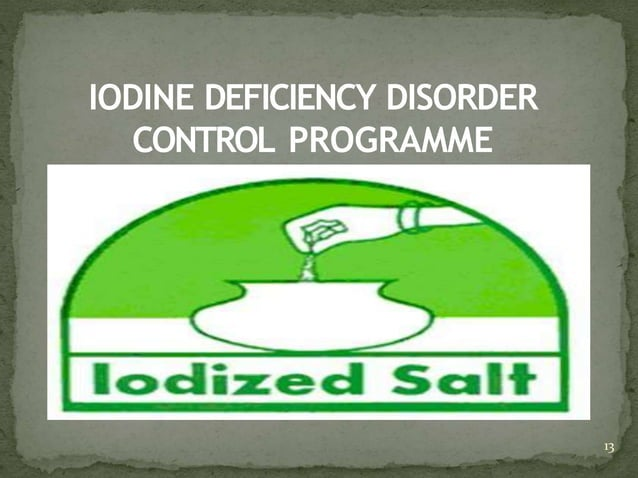 IODINE DEFICIENCY DISORDER
CONTROL PROGRAMME
Iodized Salt
13